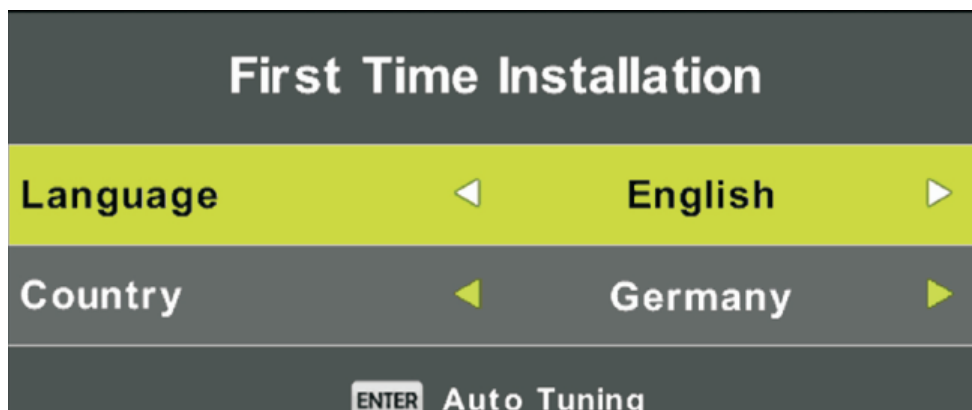 First Time Installation
Language English
Country Germany
ENTER Auto Tuning